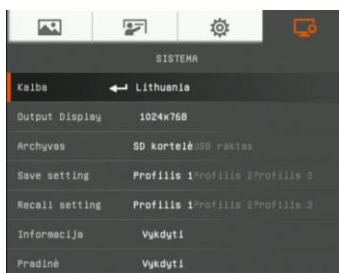 SISTEMA
Kalba Lithuania
Output Display 1024x768
Archyvas SD kortelė USB raktas
Save setting Profilis 1 Profilis 2 Profilis 3
Recall setting Profilis 1 Profilis 2 Profilis 3
Informacija Vykdyti
Pradinė Vykdyti